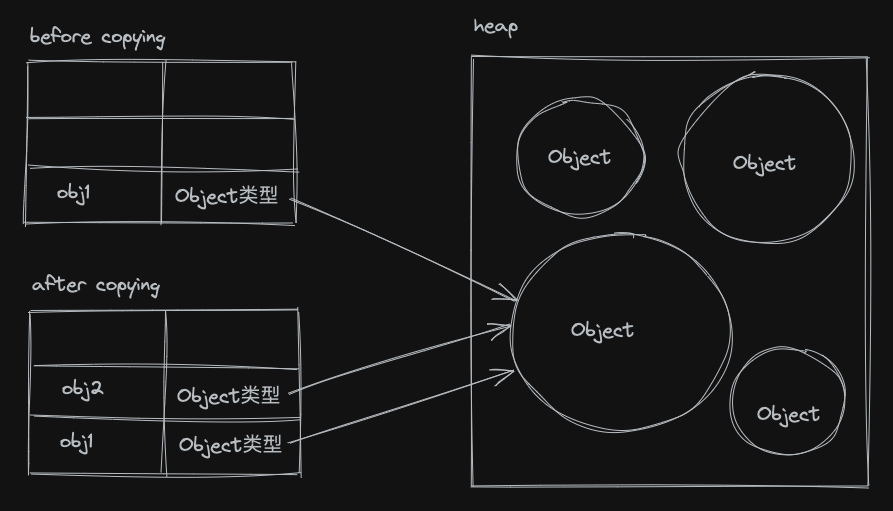 before copying
obj1 Object类型
after copying
obj2 Object类型
obj1 Object类型
heap
Object
Object
Object
Object